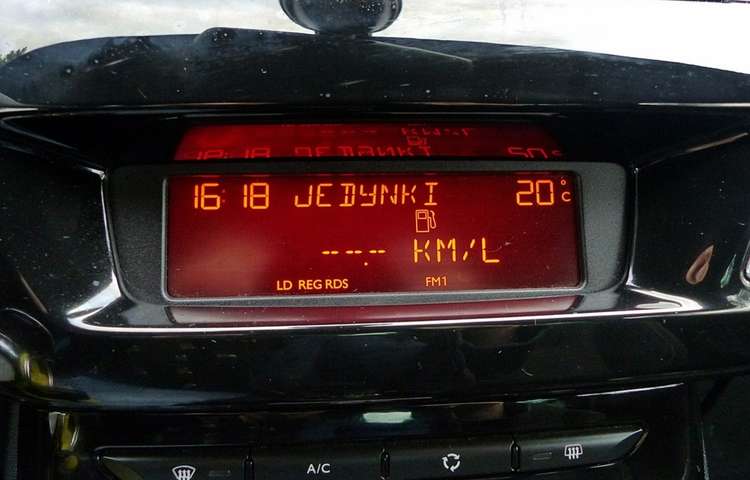 16:18 JEDYNKI 20°C
---.- KM/L
LD REG RDS FM1
A/C